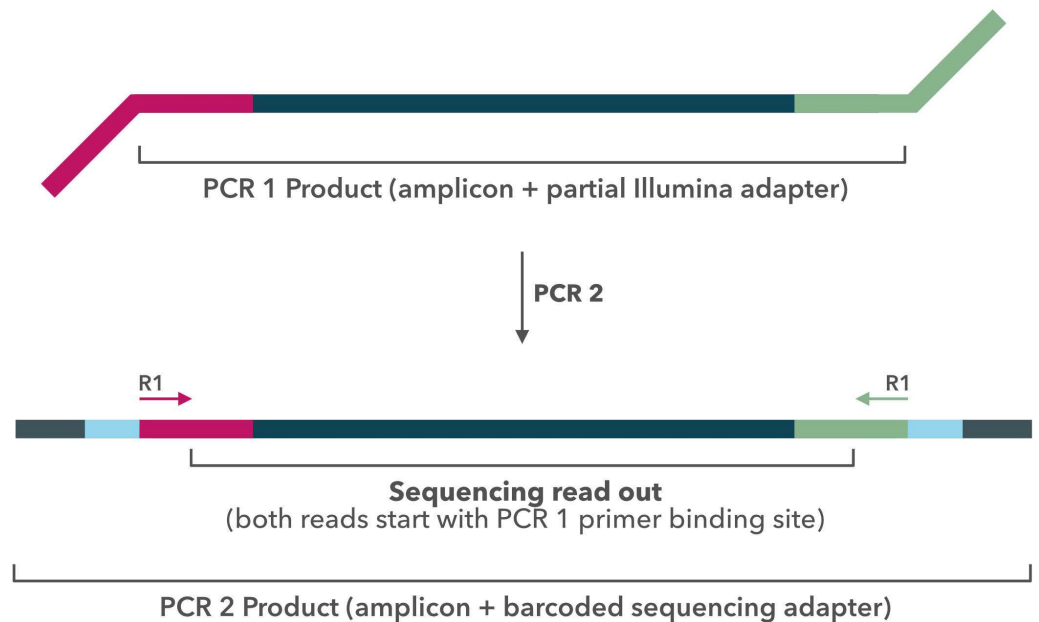 PCR 1 Product (amplicon + partial Illumina adapter)
PCR 2
R1
R1
Sequencing read out
(both reads start with PCR 1 primer binding site)
PCR 2 Product (amplicon + barcoded sequencing adapter)